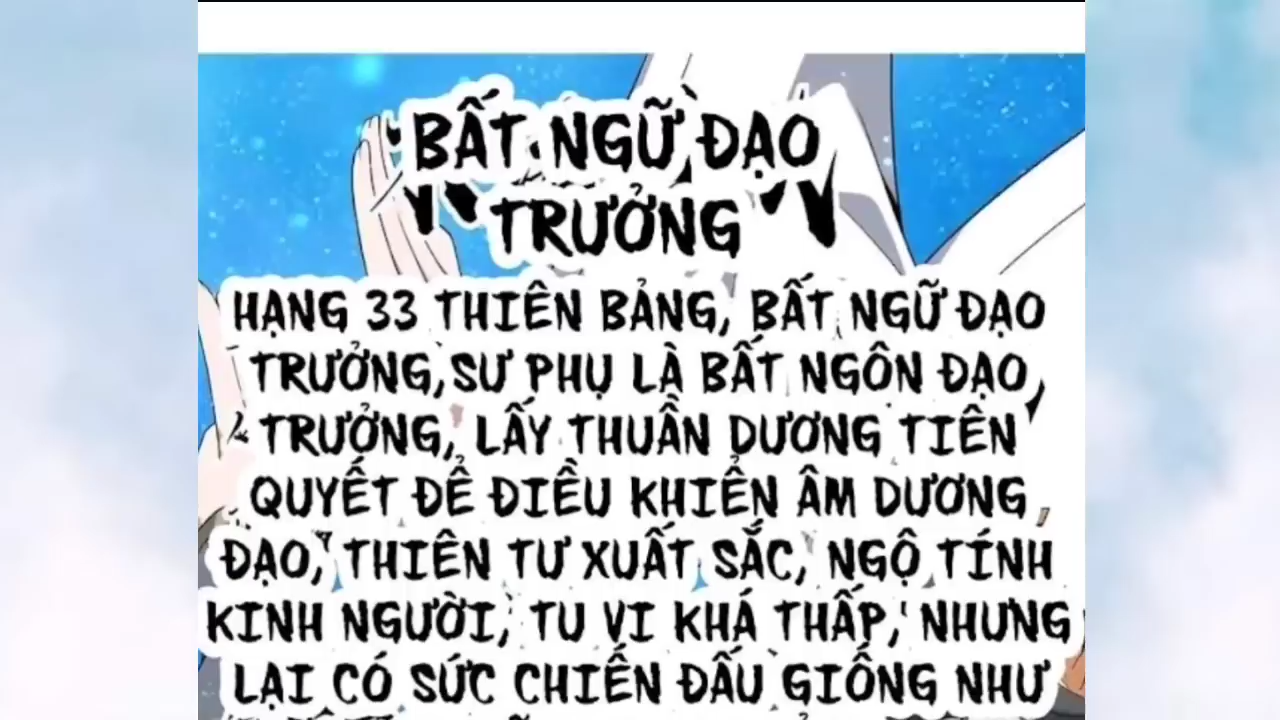 BẤT NGỮ ĐẠO
TRƯỞNG
HẠNG 33 THIÊN BẢNG, BẤT NGỮ ĐẠO
TRƯỞNG, SƯ PHỤ LÀ BẤT NGÔN ĐẠO
TRƯỞNG, LẤY THUẦN DƯƠNG TIÊN
QUYẾT ĐỂ ĐIỀU KHIỂN ÂM DƯƠNG
ĐẠO, THIÊN TƯ XUẤT SẮC, NGỘ TÍNH
KINH NGƯỜI, TU VI KHÁ THẤP, NHƯNG
LẠI CÓ SỨC CHIẾN ĐẤU GIỐNG NHƯ